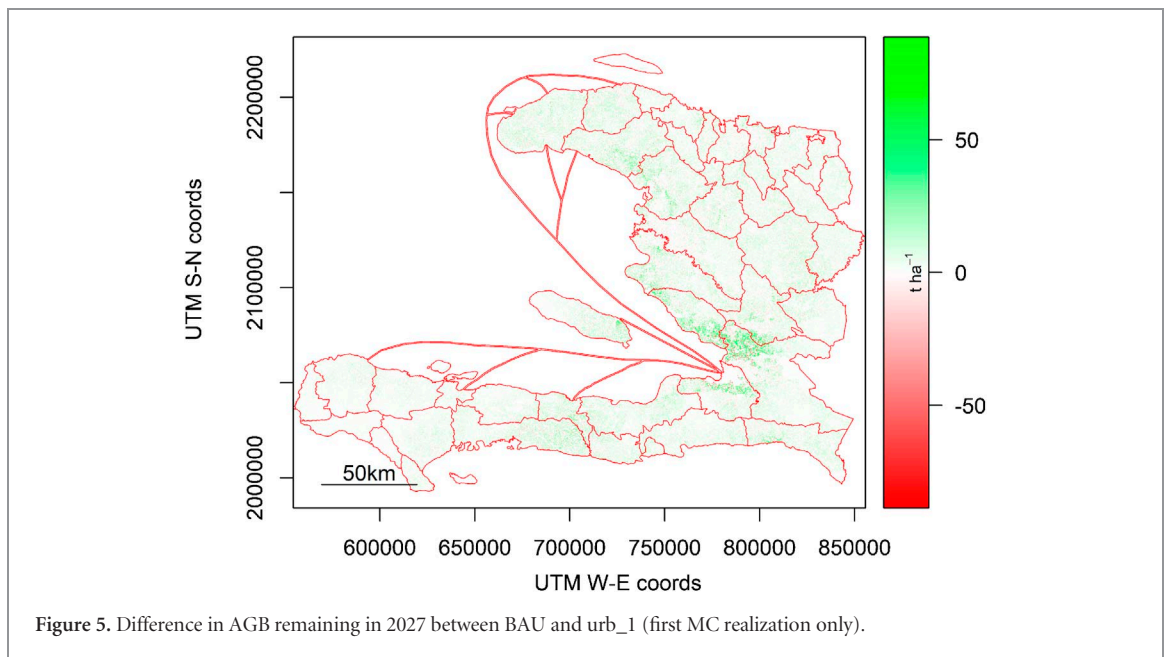 2200000
2100000
2000000
UTM S-N coords
50km
600000 650000 700000 750000 800000 850000
UTM W-E coords
50
0
-50
t ha⁻¹
Figure 5. Difference in AGB remaining in 2027 between BAU and urb_1 (first MC realization only).